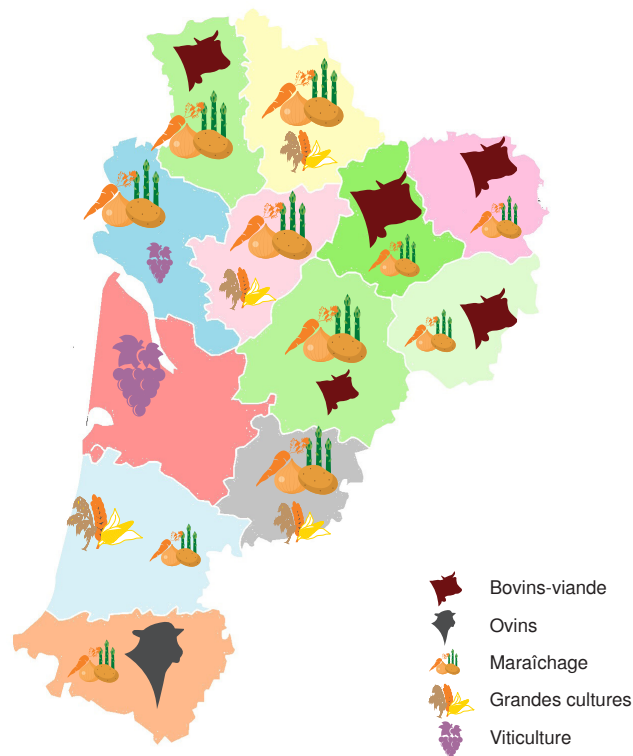 Bovins-viande
Ovins
Maraîchage
Grandes cultures
Viticulture